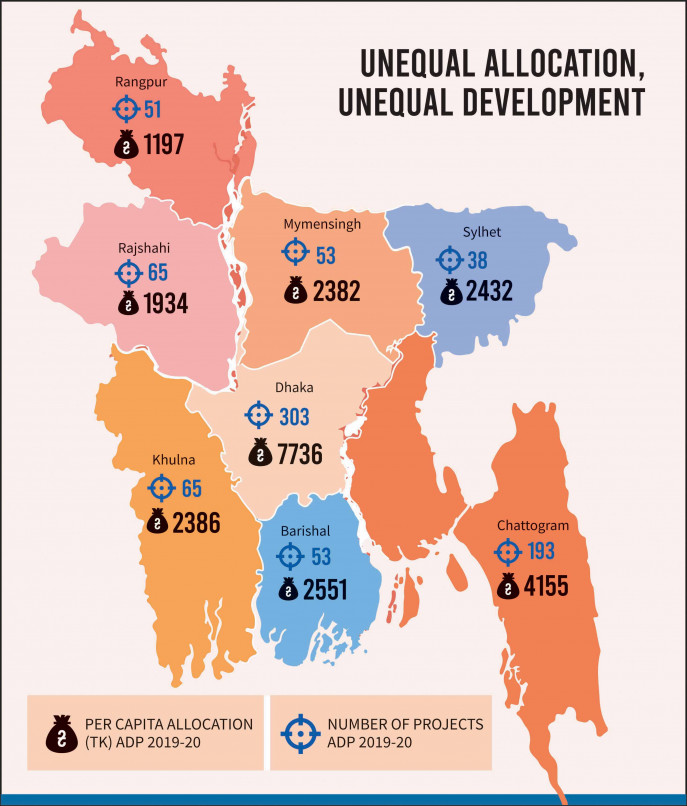 UNEQUAL ALLOCATION,
UNEQUAL DEVELOPMENT
Rangpur
51
1197
Rajshahi
65
1934
Mymensingh
53
2382
Sylhet
38
2432
Dhaka
303
7736
Khulna
65
2386
Barishal
53
2551
Chattogram
193
4155
PER CAPITA ALLOCATION
(TK) ADP 2019-20
NUMBER OF PROJECTS
ADP 2019-20